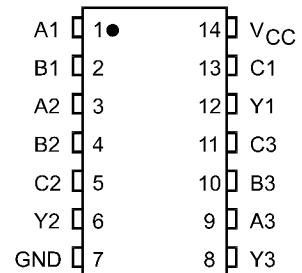 A1 1 14 VCC
B1 2 13 C1
A2 3 12 Y1
B2 4 11 C3
C2 5 10 B3
Y2 6 9 A3
GND 7 8 Y3